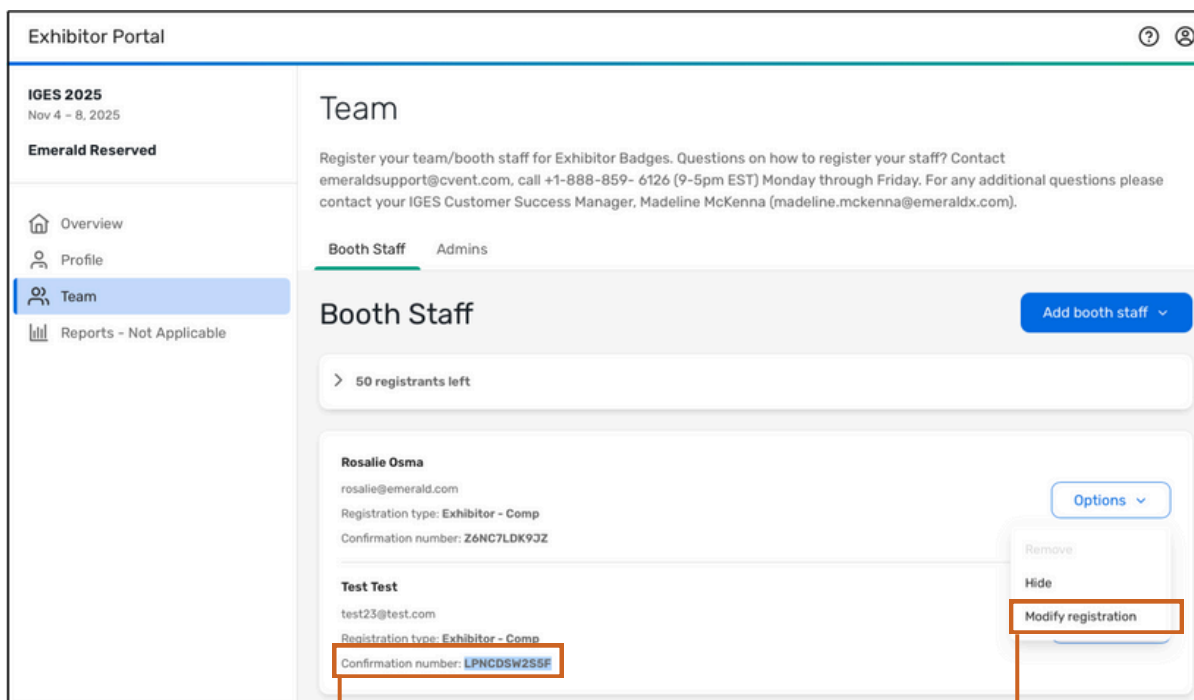 Exhibitor Portal
IGES 2025
Nov 4 – 8, 2025
Emerald Reserved
Overview
Profile
Team
Reports - Not Applicable
Team
Register your team/booth staff for Exhibitor Badges. Questions on how to register your staff? Contact
emeraldsupport@cvent.com, call +1-888-859- 6126 (9-5pm EST) Monday through Friday. For any additional questions please
contact your IGES Customer Success Manager, Madeline McKenna (madeline.mckenna@emeraldx.com).
Booth Staff Admins
Booth Staff
Add booth staff
50 registrants left
Rosalie Osma
rosalie@emerald.com
Registration type: Exhibitor - Comp
Confirmation number: Z6NC7LDK9JZ
Options
Remove
Hide
Modify registration
Test Test
test23@test.com
Registration type: Exhibitor - Comp
Confirmation number: LPNCDSW2S5F